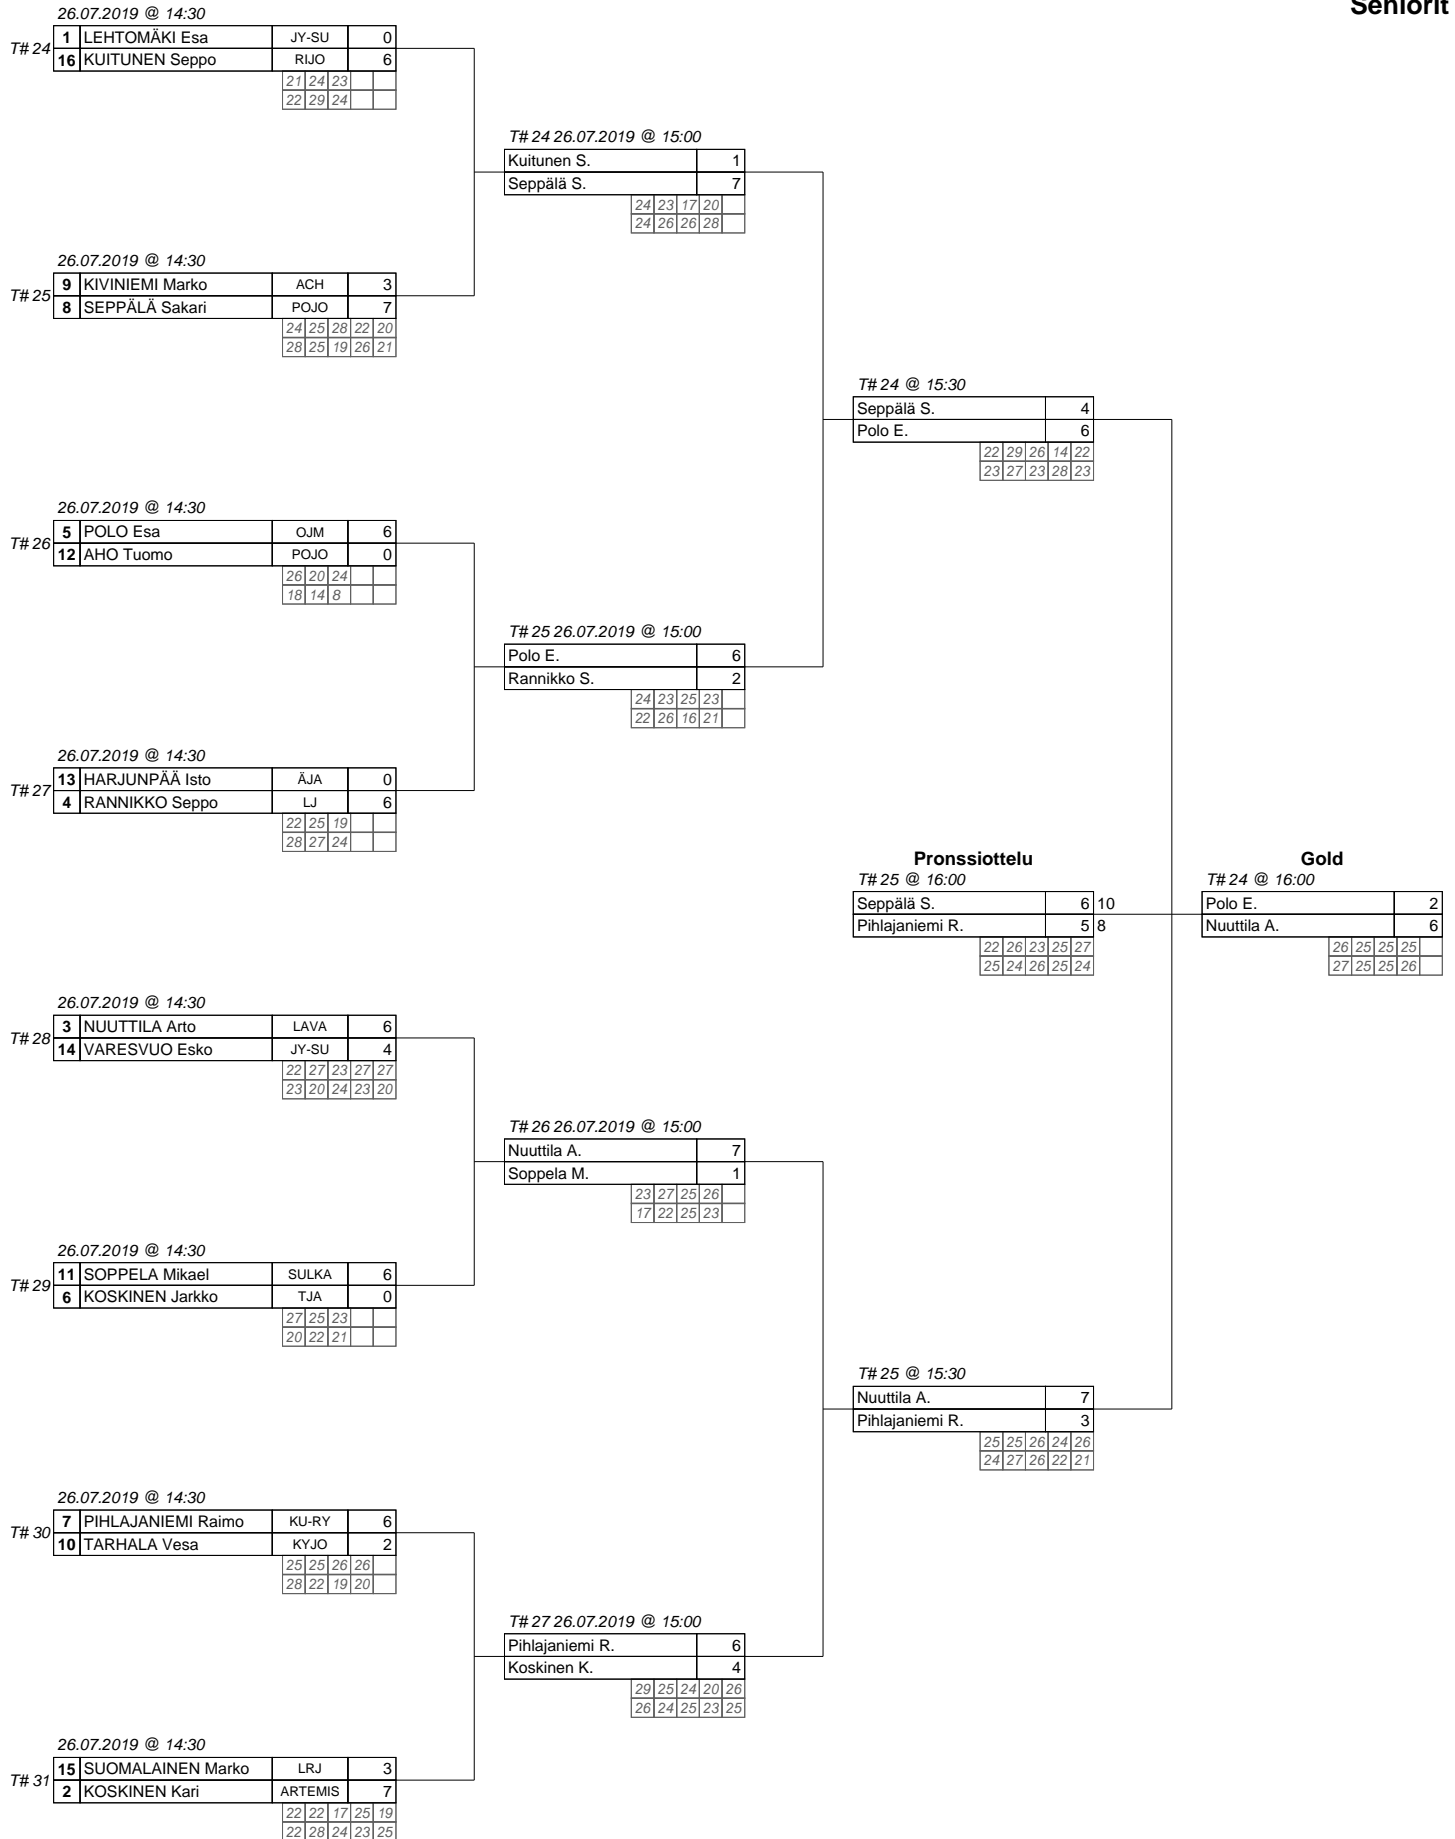 Seniorit
26.07.2019 @ 14:30
T# 24
1 LEHTOMÄKI Esa JY-SU 0
16 KUITUNEN Seppo RIJO 6
21 24 23
22 29 24
T# 24 26.07.2019 @ 15:00
Kuitunen S. 1
Seppälä S. 7
24 23 17 20
24 26 26 28
26.07.2019 @ 14:30
T# 25
9 KIVINIEMI Marko ACH 3
8 SEPPÄLÄ Sakari POJO 7
24 25 28 22 20
28 25 19 26 21
T# 24 @ 15:30
Seppälä S. 4
Polo E. 6
22 29 26 14 22
23 27 23 28 23
26.07.2019 @ 14:30
T# 26
5 POLO Esa OJM 6
12 AHO Tuomo POJO 0
26 20 24
18 14 8
T# 25 26.07.2019 @ 15:00
Polo E. 6
Rannikko S. 2
24 23 25 23
22 26 16 21
26.07.2019 @ 14:30
T# 27
13 HARJUNPÄÄ Isto ÄJA 0
4 RANNIKKO Seppo LJ 6
22 25 19
28 27 24
Pronssiottelu
T# 25 @ 16:00
Seppälä S. 6 10
Pihlajaniemi R. 5 8
22 26 23 25 27
25 24 26 25 24
Gold
T# 24 @ 16:00
Polo E. 2
Nuuttila A. 6
26 25 25 25
27 25 25 26
26.07.2019 @ 14:30
T# 28
3 NUUTTILA Arto LAVA 6
14 VARESVUO Esko JY-SU 4
22 27 23 27 27
23 20 24 23 20
T# 26 26.07.2019 @ 15:00
Nuuttila A. 7
Soppela M. 1
23 27 25 26
17 22 25 23
26.07.2019 @ 14:30
T# 29
11 SOPPELA Mikael SULKA 6
6 KOSKINEN Jarkko TJA 0
27 25 23
20 22 21
T# 25 @ 15:30
Nuuttila A. 7
Pihlajaniemi R. 3
25 25 26 24 26
24 27 26 22 21
26.07.2019 @ 14:30
T# 30
7 PIHLAJANIEMI Raimo KU-RY 6
10 TARHALA Vesa KYJO 2
25 25 26 26
28 22 19 20
T# 27 26.07.2019 @ 15:00
Pihlajaniemi R. 6
Koskinen K. 4
29 25 24 20 26
26 24 25 23 25
26.07.2019 @ 14:30
T# 31
15 SUOMALAINEN Marko LRJ 3
2 KOSKINEN Kari ARTEMIS 7
22 22 17 25 19
22 28 24 23 25